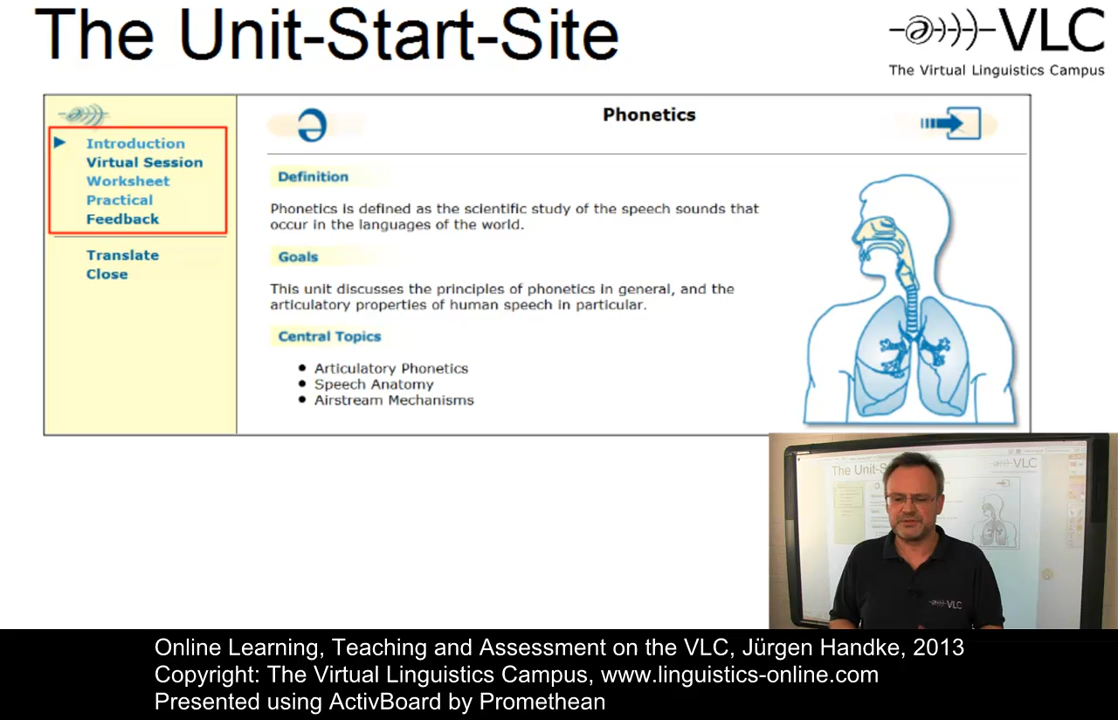 The Unit-Start-Site
VLC
The Virtual Linguistics Campus
Introduction
Virtual Session
Worksheet
Practical
Feedback
Translate
Close
Phonetics
Definition
Phonetics is defined as the scientific study of the speech sounds that
occur in the languages of the world.
Goals
This unit discusses the principles of phonetics in general, and the
articulatory properties of human speech in particular.
Central Topics
• Articulatory Phonetics
• Speech Anatomy
• Airstream Mechanisms
The Unit-S
VLC
VLC
Online Learning, Teaching and Assessment on the VLC, Jürgen Handke, 2013
Copyright: The Virtual Linguistics Campus, www.linguistics-online.com
Presented using ActivBoard by Promethean